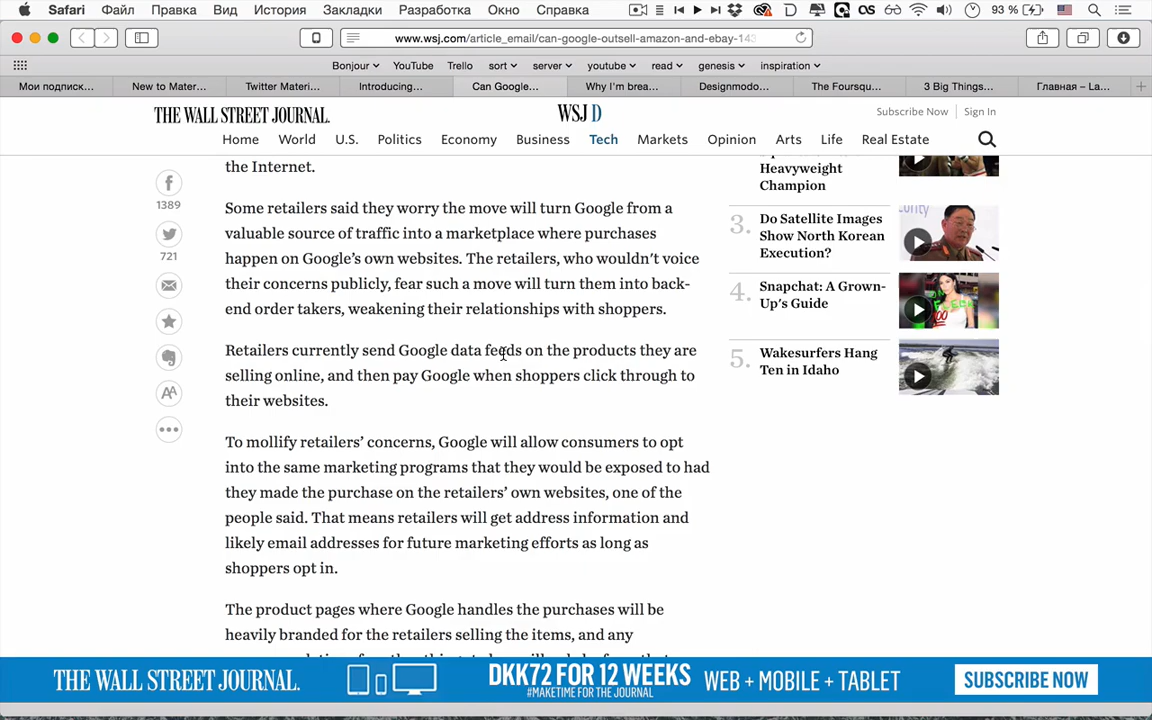 Safari Файл Правка Вид История Закладки Разработка Окно Справка 93 %
www.wsj.com/article_email/can-google-outsell-amazon-and-ebay-143
Bonjour YouTube Trello sort server youtube read genesis inspiration
Мои подписк... New to Mater... Twitter Materi... Introducing... Can Google... Why I'm brea... Designmodo... The Foursqu... 3 Big Things... Главная – La...
THE WALL STREET JOURNAL.
WSJ D
Subscribe Now Sign In
Home World U.S. Politics Economy Business Tech Markets Opinion Arts Life Real Estate
the Internet.
Some retailers said they worry the move will turn Google from a
valuable source of traffic into a marketplace where purchases
happen on Google's own websites. The retailers, who wouldn't voice
their concerns publicly, fear such a move will turn them into back-
end order takers, weakening their relationships with shoppers.
Retailers currently send Google data feeds on the products they are
selling online, and then pay Google when shoppers click through to
their websites.
To mollify retailers' concerns, Google will allow consumers to opt
into the same marketing programs that they would be exposed to had
they made the purchase on the retailers' own websites, one of the
people said. That means retailers will get address information and
likely email addresses for future marketing efforts as long as
shoppers opt in.
The product pages where Google handles the purchases will be
heavily branded for the retailers selling the items, and any
1389
721
AA
Heavyweight
Champion
3. Do Satellite Images
Show North Korean
Execution?
4. Snapchat: A Grown-
Up's Guide
5. Wakesurfers Hang
Ten in Idaho
THE WALL STREET JOURNAL.
DKK72 FOR 12 WEEKS
#MAKETIME FOR THE JOURNAL
WEB + MOBILE + TABLET
SUBSCRIBE NOW